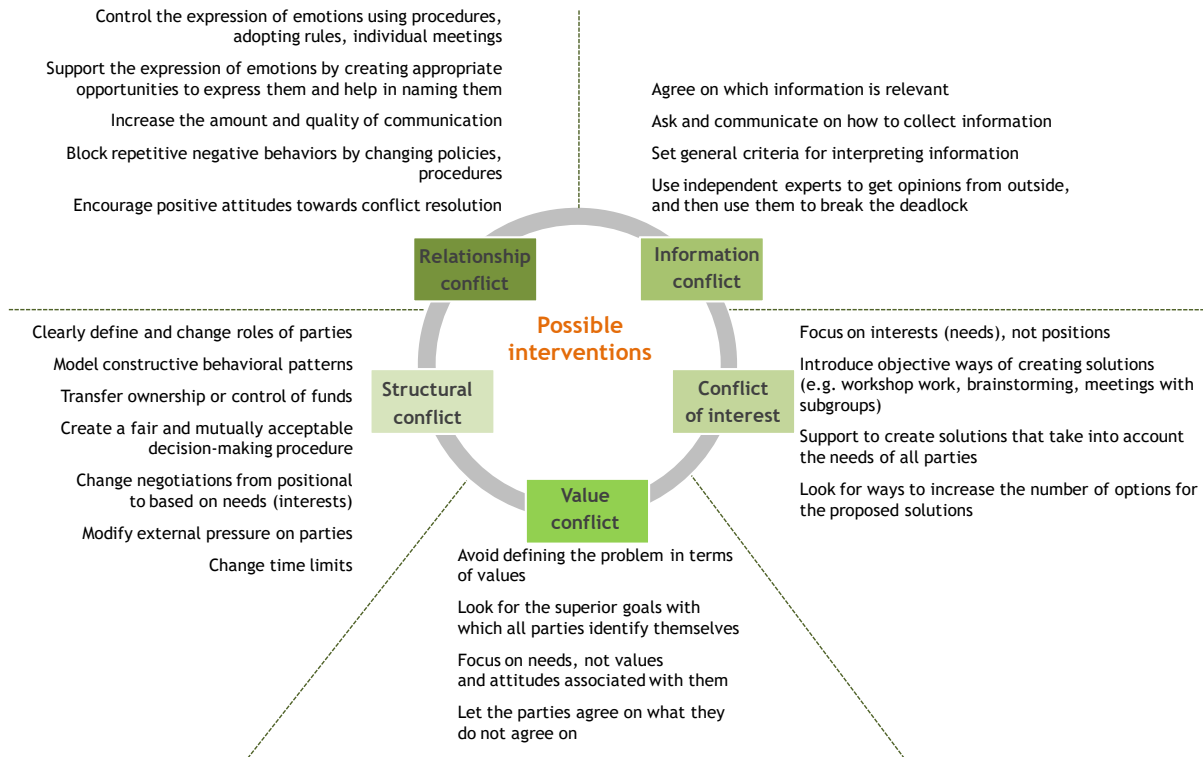 Control the expression of emotions using procedures,
adopting rules, individual meetings
Support the expression of emotions by creating appropriate
opportunities to express them and help in naming them
Increase the amount and quality of communication
Block repetitive negative behaviors by changing policies,
procedures
Encourage positive attitudes towards conflict resolution
Relationship
conflict
Agree on which information is relevant
Ask and communicate on how to collect information
Set general criteria for interpreting information
Use independent experts to get opinions from outside,
and then use them to break the deadlock
Information
conflict
Possible
interventions
Clearly define and change roles of parties
Model constructive behavioral patterns
Transfer ownership or control of funds
Create a fair and mutually acceptable
decision-making procedure
Change negotiations from positional
to based on needs (interests)
Modify external pressure on parties
Change time limits
Structural
conflict
Conflict
of interest
Focus on interests (needs), not positions
Introduce objective ways of creating solutions
(e.g. workshop work, brainstorming, meetings with
subgroups)
Support to create solutions that take into account
the needs of all parties
Look for ways to increase the number of options for
the proposed solutions
Value
conflict
Avoid defining the problem in terms
of values
Look for the superior goals with
which all parties identify themselves
Focus on needs, not values
and attitudes associated with them
Let the parties agree on what they
do not agree on